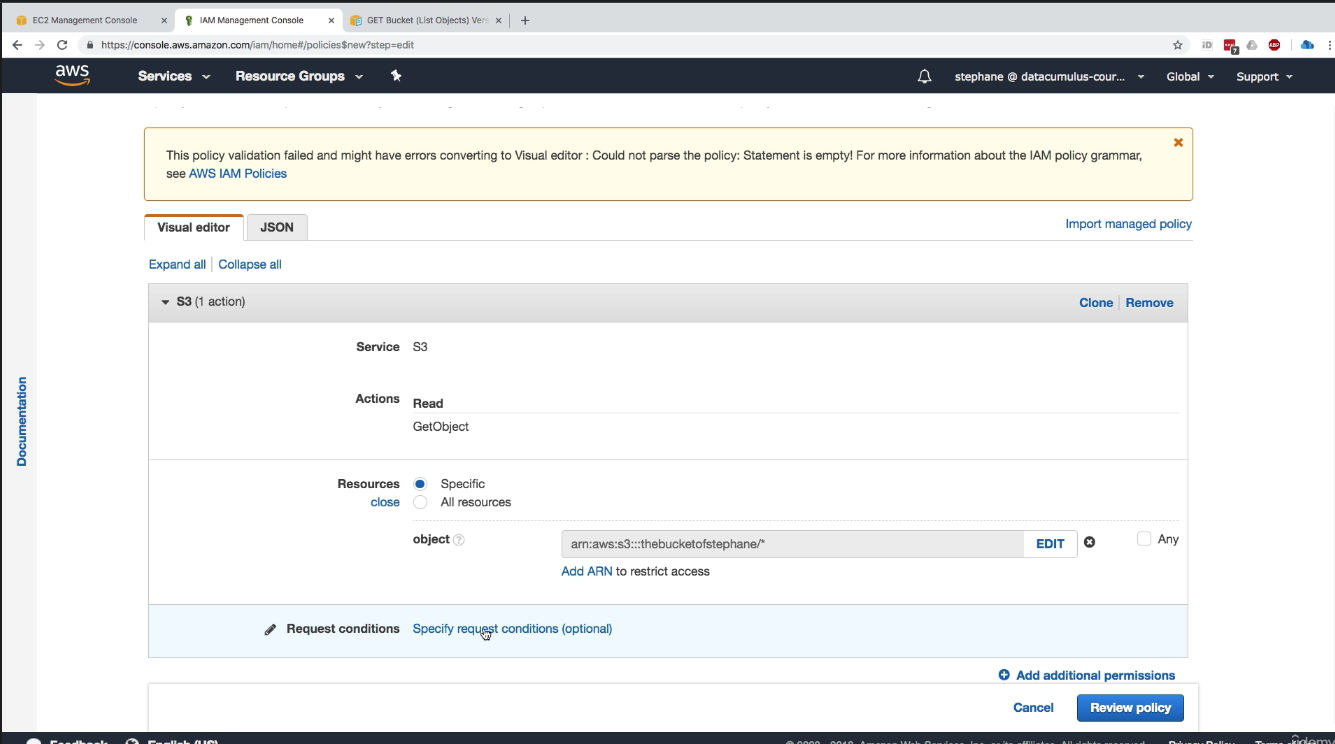 EC2 Management Console
IAM Management Console
GET Bucket (List Objects) Vers
https://console.aws.amazon.com/iam/home#/policies$new?step=edit
aws Services Resource Groups stephane @ datacumulus-cour... Global Support
This policy validation failed and might have errors converting to Visual editor : Could not parse the policy: Statement is empty! For more information about the IAM policy grammar,
see AWS IAM Policies
Visual editor JSON Import managed policy
Expand all Collapse all
S3 (1 action) Clone Remove
Service S3
Actions Read
GetObject
Documentation
Resources Specific
close All resources
object arn:aws:s3:::thebucketofstephane/* EDIT Any
Add ARN to restrict access
Request conditions Specify request conditions (optional)
Add additional permissions
Cancel Review policy
Feedback English (US)
Privacy Policy